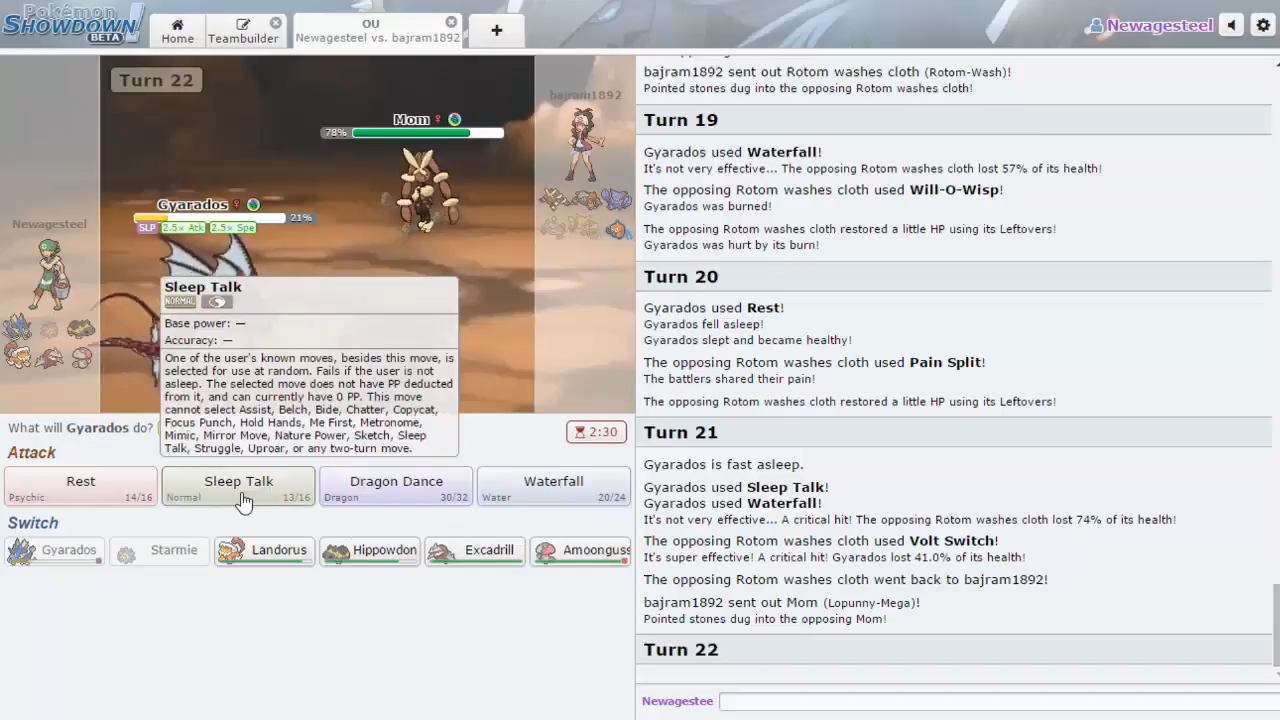 Pokémon
SHOWDOWN!
BETA
Home
Teambuilder
OU
Newagesteel vs. bajram1892
+
Newagesteel
Turn 22
bajram1892
Mom ♀
78%
Gyarados ♀
21%
SLP 2.5× Atk 2.5× Spe
Newagesteel
Sleep Talk
NORMAL
Base power: —
Accuracy: —
One of the user's known moves, besides this move, is
selected for use at random. Fails if the user is not
asleep. The selected move does not have PP deducted
from it, and can currently have 0 PP. This move
cannot select Assist, Belch, Bide, Chatter, Copycat,
Focus Punch, Hold Hands, Me First, Metronome,
Mimic, Mirror Move, Nature Power, Sketch, Sleep
Talk, Struggle, Uproar, or any two-turn move.
What will Gyarados do?
2:30
Attack
Rest
Psychic 14/16
Sleep Talk
Normal 13/16
Dragon Dance
Dragon 30/32
Waterfall
Water 20/24
Switch
Gyarados
Starmie
Landorus
Hippowdon
Excadrill
Amoonguss
bajram1892 sent out Rotom washes cloth (Rotom-Wash)!
Pointed stones dug into the opposing Rotom washes cloth!
Turn 19
Gyarados used Waterfall!
It's not very effective... The opposing Rotom washes cloth lost 57% of its health!
The opposing Rotom washes cloth used Will-O-Wisp!
Gyarados was burned!
The opposing Rotom washes cloth restored a little HP using its Leftovers!
Gyarados was hurt by its burn!
Turn 20
Gyarados used Rest!
Gyarados fell asleep!
Gyarados slept and became healthy!
The opposing Rotom washes cloth used Pain Split!
The battlers shared their pain!
The opposing Rotom washes cloth restored a little HP using its Leftovers!
Turn 21
Gyarados is fast asleep.
Gyarados used Sleep Talk!
Gyarados used Waterfall!
It's not very effective... A critical hit! The opposing Rotom washes cloth lost 74% of its health!
The opposing Rotom washes cloth used Volt Switch!
It's super effective! A critical hit! Gyarados lost 41.0% of its health!
The opposing Rotom washes cloth went back to bajram1892!
bajram1892 sent out Mom (Lopunny-Mega)!
Pointed stones dug into the opposing Mom!
Turn 22
Newagestee